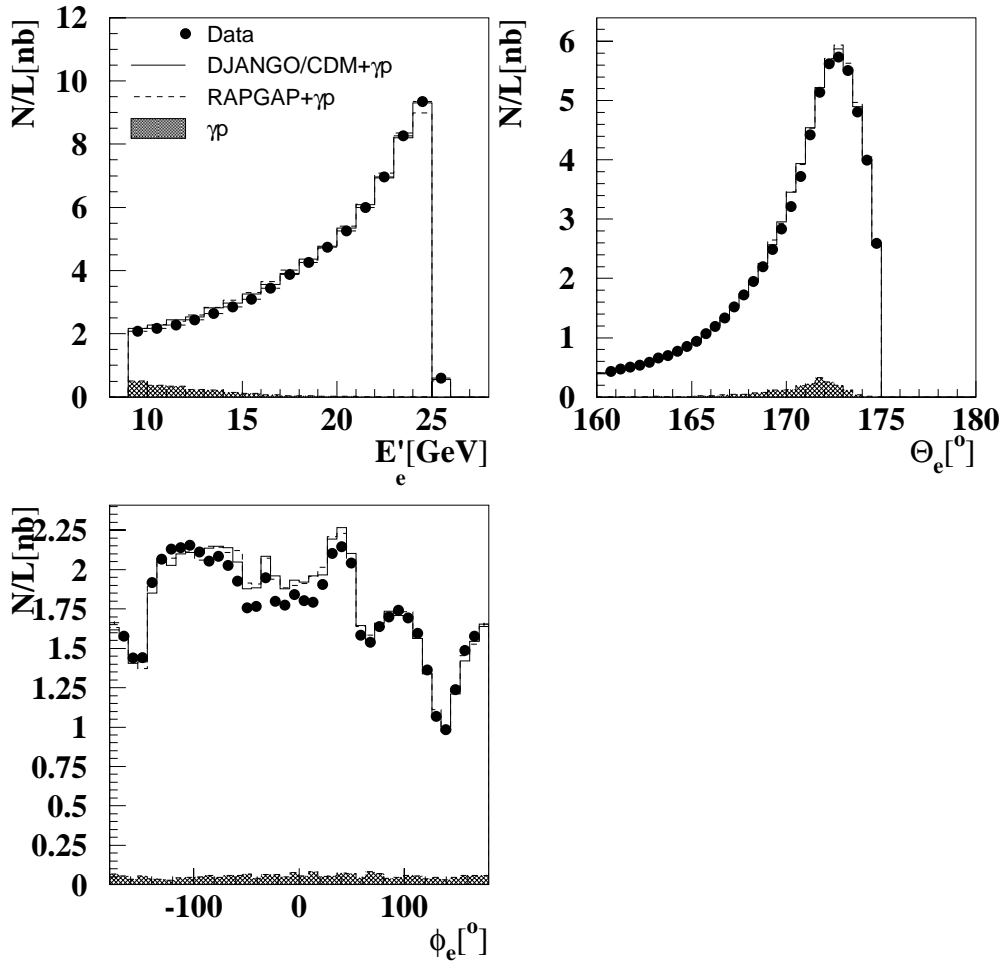 N/L[nb]
12
10
8
6
4
2
0
Data
DJANGO/CDM+γp
RAPGAP+γp
γp
10 15 20 25
E'e[GeV]
N/L[nb]
6
5
4
3
2
1
0
160 165 170 175 180
Θe[°]
N/L[nb]
2.25
2
1.75
1.5
1.25
1
0.75
0.5
0.25
0
-100 0 100
ϕe[°]